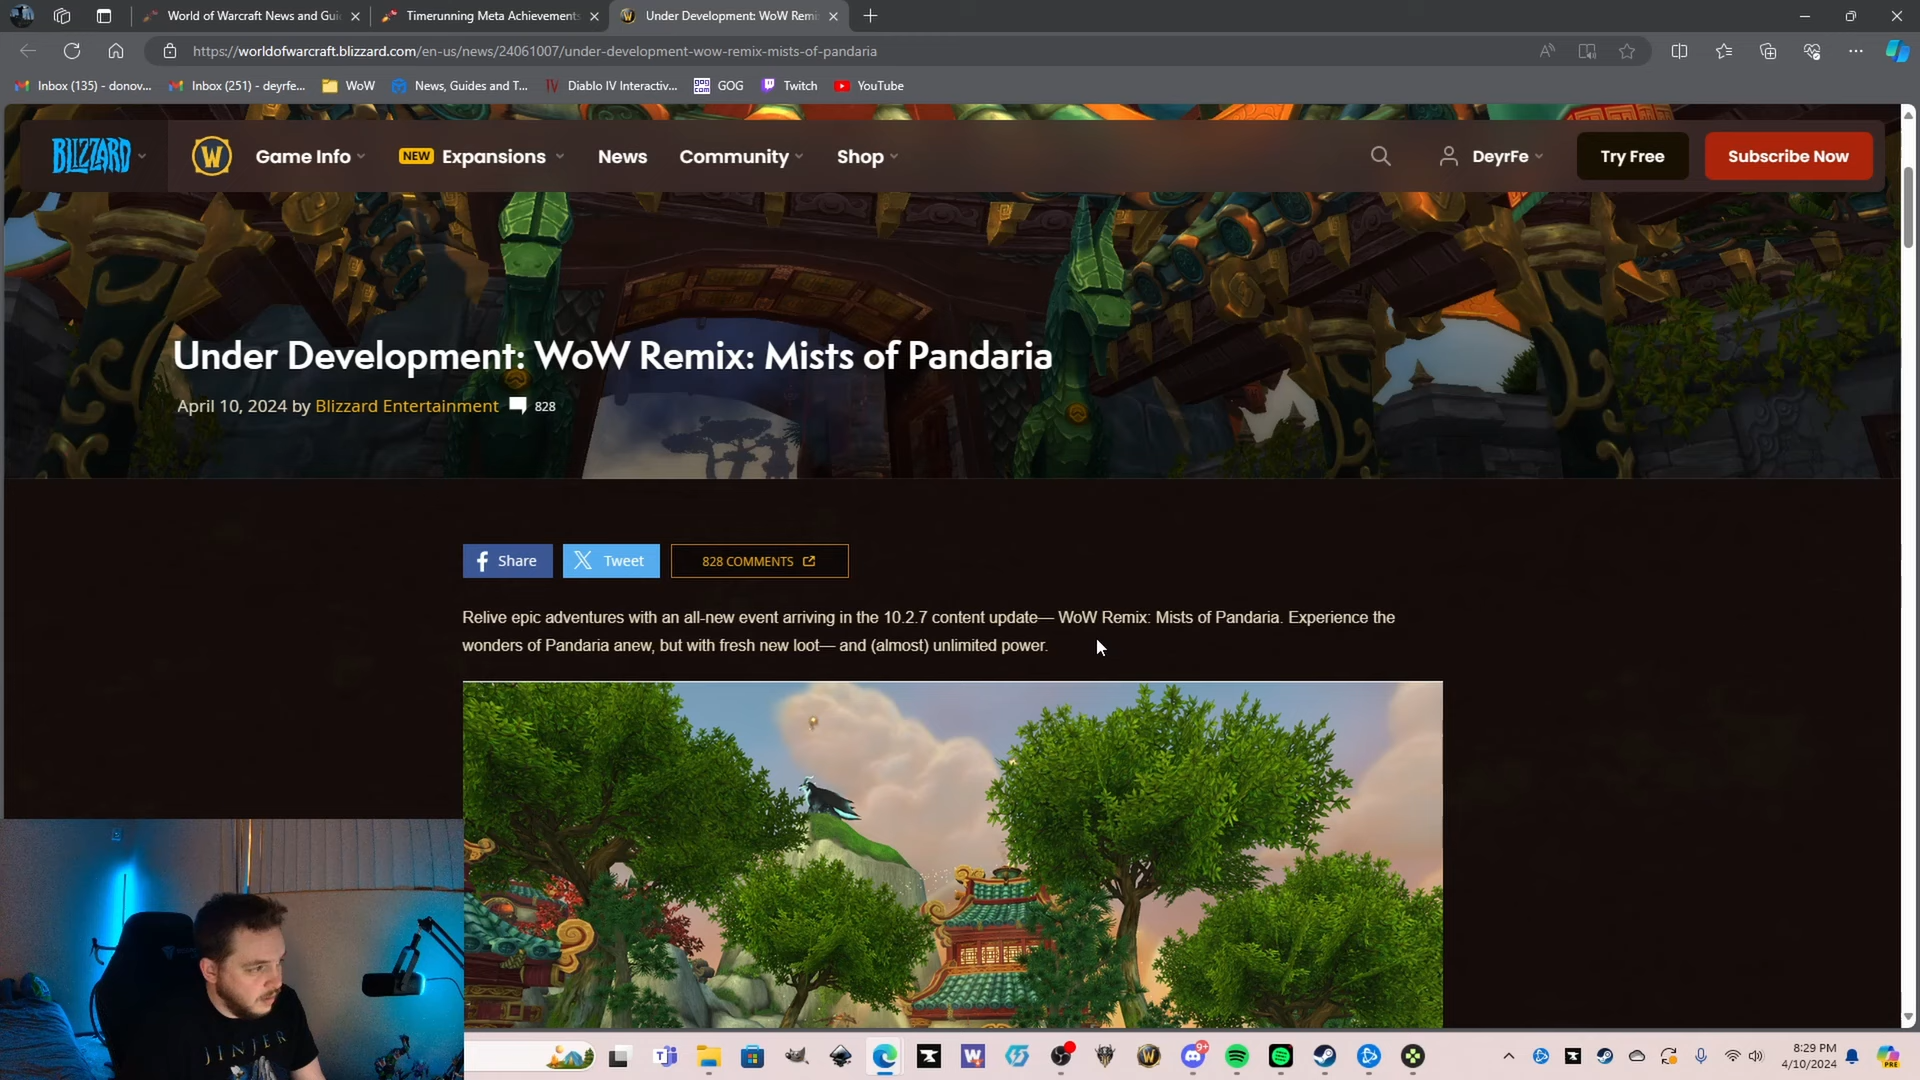 World of Warcraft News and Gui
Timerunning Meta Achievements
Under Development: WoW Remi
https://worldofwarcraft.blizzard.com/en-us/news/24061007/under-development-wow-remix-mists-of-pandaria
Inbox (135) - donov...
Inbox (251) - deyrfe...
WoW
News, Guides and T...
Diablo IV Interactiv...
GOG
Twitch
YouTube
BLIZZARD
W
Game Info
NEW
Expansions
News
Community
Shop
DeyrFe
Try Free
Subscribe Now
Under Development: WoW Remix: Mists of Pandaria
April 10, 2024 by Blizzard Entertainment 828
Share
Tweet
828 COMMENTS
Relive epic adventures with an all-new event arriving in the 10.2.7 content update— WoW Remix: Mists of Pandaria. Experience the
wonders of Pandaria anew, but with fresh new loot— and (almost) unlimited power.
JINJER
9+
8:29 PM
4/10/2024
PRE